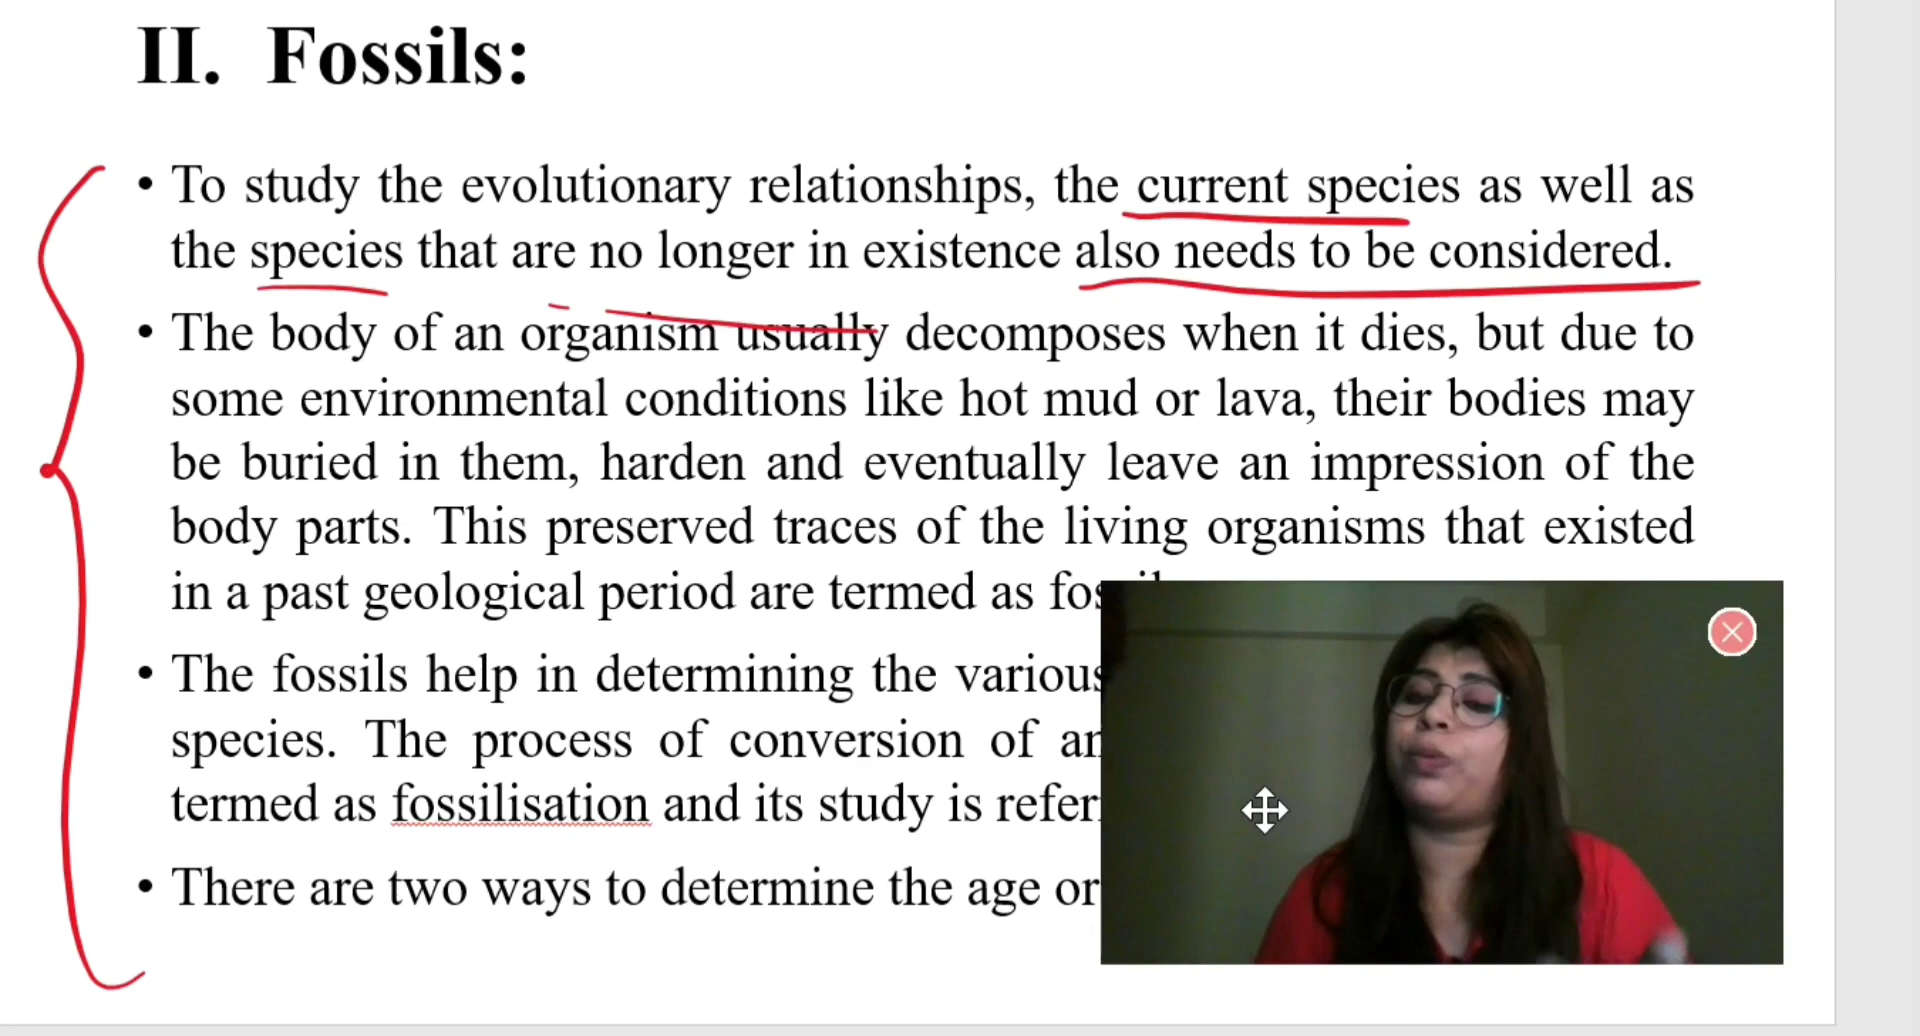 II. Fossils:
• To study the evolutionary relationships, the current species as well as
the species that are no longer in existence also needs to be considered.
• The body of an organism usually decomposes when it dies, but due to
some environmental conditions like hot mud or lava, their bodies may
be buried in them, harden and eventually leave an impression of the
body parts. This preserved traces of the living organisms that existed
in a past geological period are termed as
• The fossils help in determining the various
species. The process of conversion of
termed as fossilisation and its study is
• There are two ways to determine the age or